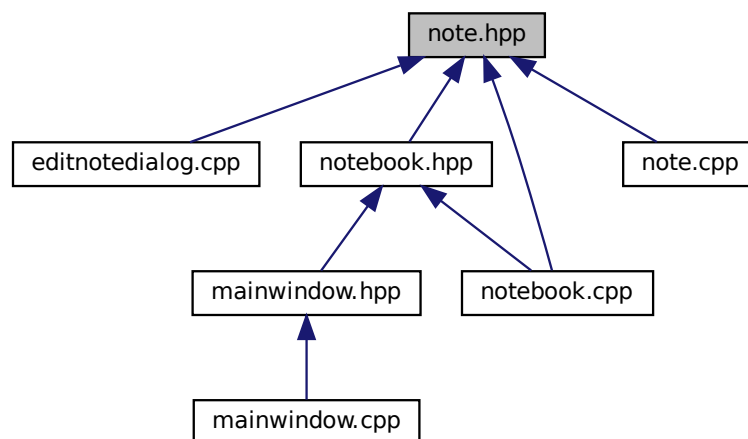 note.hpp
editnotedialog.cpp
notebook.hpp
note.cpp
mainwindow.hpp
notebook.cpp
mainwindow.cpp